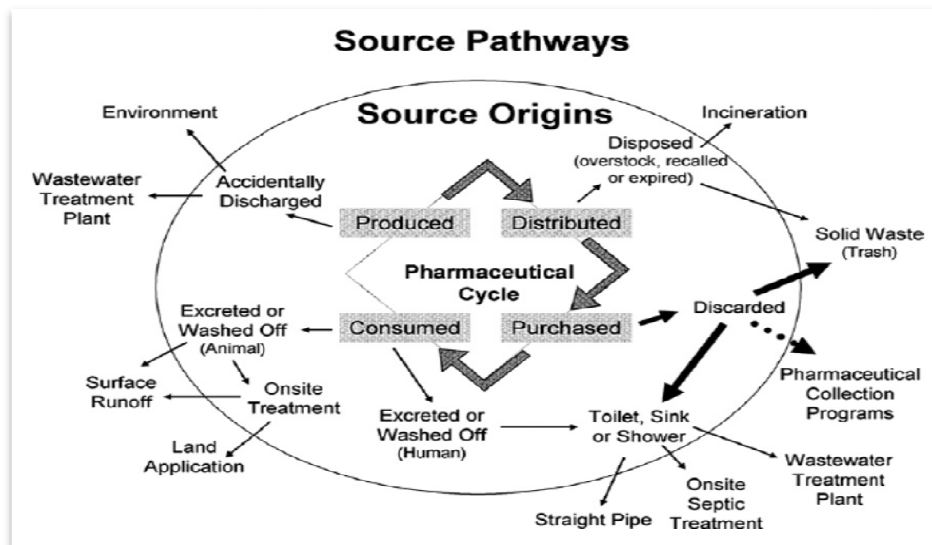 Source Pathways
Source Origins
Environment
Incineration
Disposed
(overstock, recalled
or expired)
Wastewater
Treatment
Plant
Accidentally
Discharged
Produced
Distributed
Solid Waste
(Trash)
Pharmaceutical
Cycle
Discarded
Excreted or
Washed Off
(Animal)
Consumed
Purchased
Pharmaceutical
Collection
Programs
Surface
Runoff
Onsite
Treatment
Excreted or
Washed Off
(Human)
Toilet, Sink
or Shower
Land
Application
Wastewater
Treatment
Plant
Onsite
Septic
Treatment
Straight Pipe